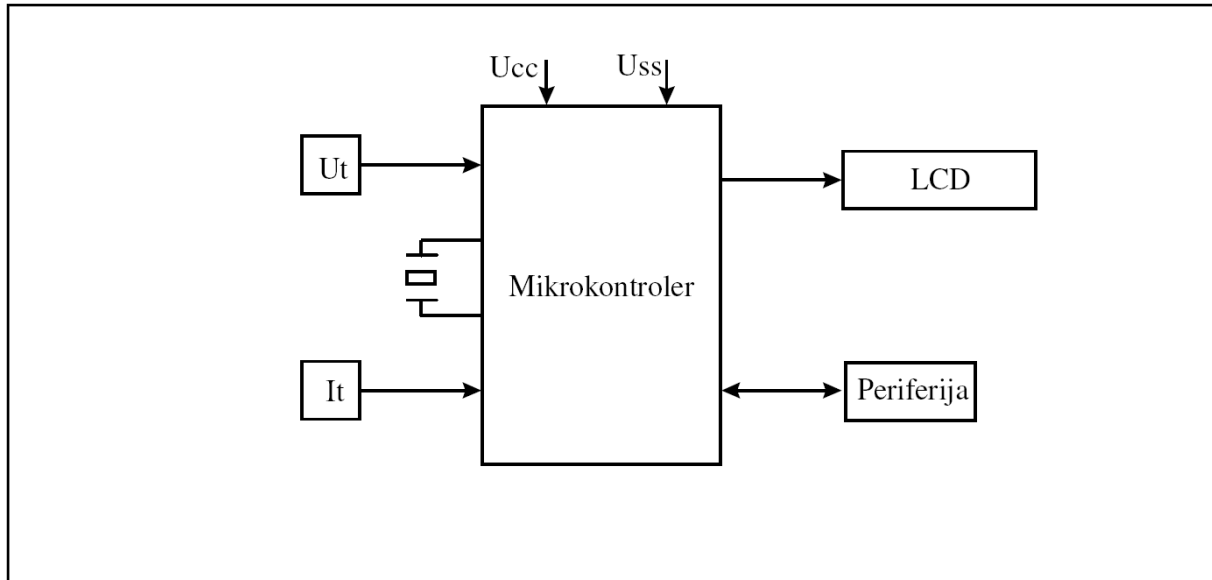 Ucc
Uss
Ut
LCD
Mikrokontroler
It
Periferija